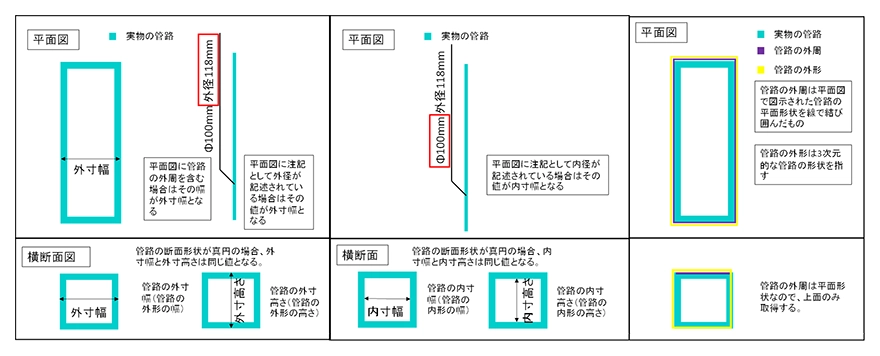 平面図
実物の管路
外寸幅
平面図に管路
の外周を含む
場合はその幅
が外寸幅とな
る
Φ100mm 外径118mm
平面図に注記
として外径が
記述されている
場合はその
値が外寸幅と
なる
平面図
実物の管路
Φ100mm 外径118mm
平面図に注記として内径が
記述されている場合はその
値が内寸幅となる
平面図
実物の管路
管路の外周
管路の外形
管路の外周は平面図
で図示された管路の
平面形状を線で結び
囲んだもの
管路の外形は3次元
的な管路の形状を指
す
横断面図
管路の断面形状が真円の場合、外
寸幅と外寸高さは同じ値となる。
外寸幅
管路の外寸
幅(管路の
外形の幅)
外寸高さ
管路の外寸
高さ(管路の
外形の高さ)
横断面
管路の断面形状が真円の場合、内
寸幅と内寸高さは同じ値となる。
内寸幅
管路の内寸
幅(管路の
内形の幅)
内寸高さ
管路の内寸
高さ(管路の
内形の高さ)
管路の外周は平面形
状なので、上面のみ
取得する。